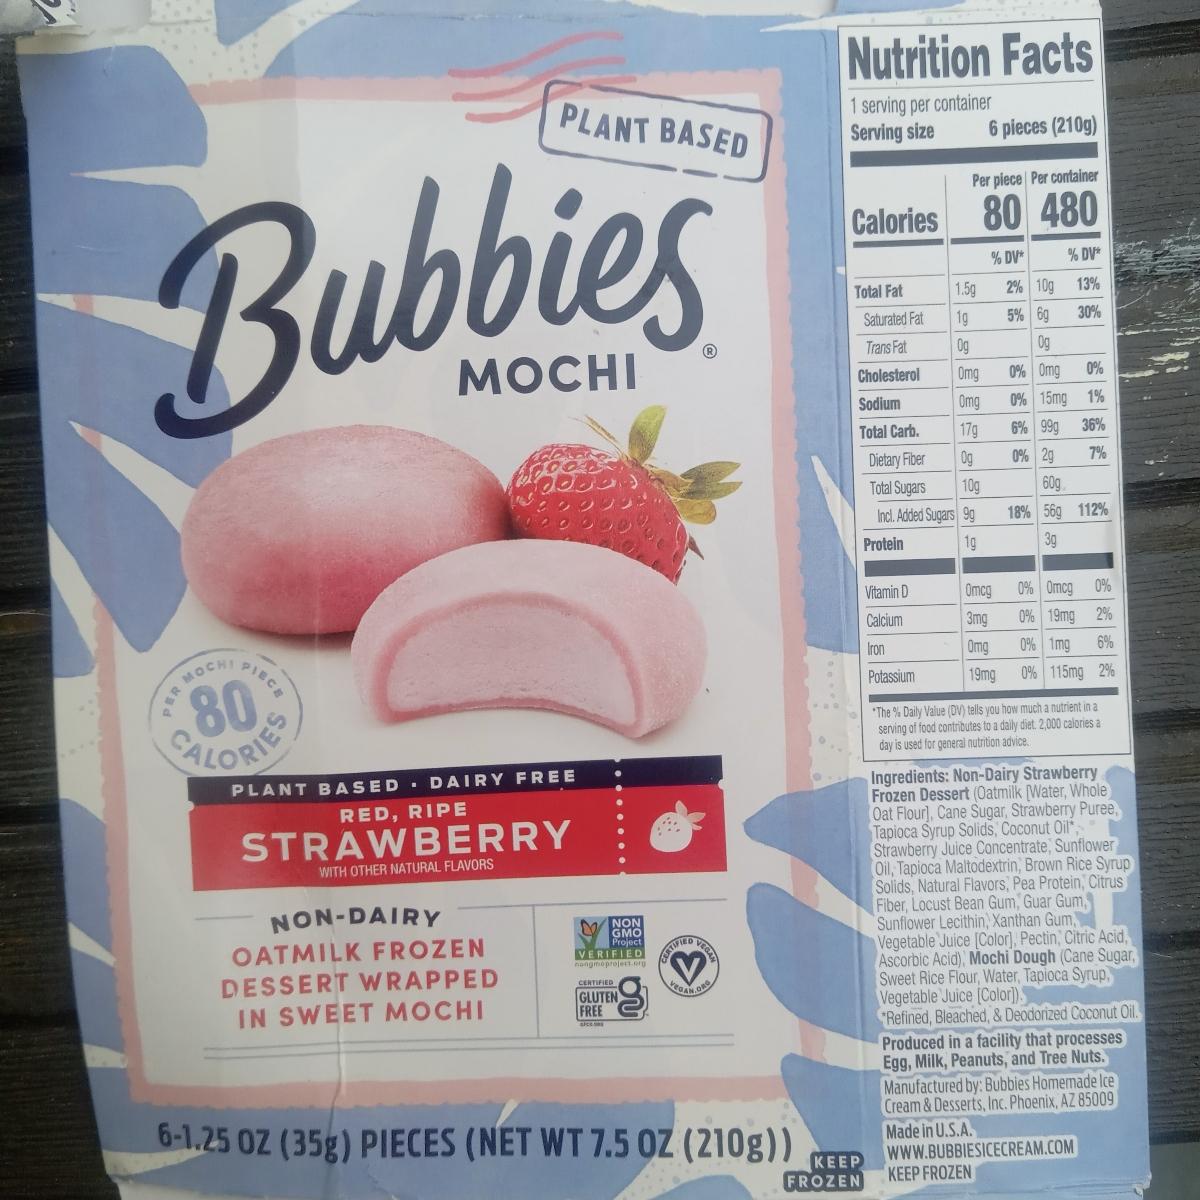 PLANT BASED
Bubbies®
MOCHI
PER MOCHI PIECE
80
CALORIES
PLANT BASED • DAIRY FREE
RED, RIPE
STRAWBERRY
WITH OTHER NATURAL FLAVORS
NON-DAIRY
OATMILK FROZEN
DESSERT WRAPPED
IN SWEET MOCHI
NON
GMO
Project
VERIFIED
nongmoproject.org
CERTIFIED VEGAN
VEGAN.ORG
CERTIFIED
GLUTEN
FREE
6-1.25 OZ (35g) PIECES (NET WT 7.5 OZ (210g))
KEEP
FROZEN
Nutrition Facts
1 serving per container
Serving size 6 pieces (210g)
Per piece Per container
Calories 80 480
% DV* % DV*
Total Fat 1.5g 2% 10g 13%
Saturated Fat 1g 5% 6g 30%
Trans Fat 0g 0g
Cholesterol 0mg 0% 0mg 0%
Sodium 0mg 0% 15mg 1%
Total Carb. 17g 6% 99g 36%
Dietary Fiber 0g 0% 2g 7%
Total Sugars 10g 60g
Incl. Added Sugars 9g 18% 56g 112%
Protein 1g 3g
Vitamin D 0mcg 0% 0mcg 0%
Calcium 3mg 0% 19mg 2%
Iron 0mg 0% 1mg 6%
Potassium 19mg 0% 115mg 2%
*The % Daily Value (DV) tells you how much a nutrient in a
serving of food contributes to a daily diet. 2,000 calories a
day is used for general nutrition advice.
Ingredients: Non-Dairy Strawberry
Frozen Dessert (Oatmilk [Water, Whole
Oat Flour], Cane Sugar, Strawberry Puree,
Tapioca Syrup Solids, Coconut Oil*,
Strawberry Juice Concentrate, Sunflower
Oil, Tapioca Maltodextrin, Brown Rice Syrup
Solids, Natural Flavors, Pea Protein, Citrus
Fiber, Locust Bean Gum, Guar Gum,
Sunflower Lecithin, Xanthan Gum,
Vegetable Juice [Color], Pectin, Citric Acid,
Ascorbic Acid), Mochi Dough (Cane Sugar,
Sweet Rice Flour, Water, Tapioca Syrup,
Vegetable Juice [Color]).
*Refined, Bleached, & Deodorized Coconut Oil.
Produced in a facility that processes
Egg, Milk, Peanuts, and Tree Nuts.
Manufactured by: Bubbies Homemade Ice
Cream & Desserts, Inc. Phoenix, AZ 85009
Made in U.S.A.
WWW.BUBBIESICECREAM.COM
KEEP FROZEN